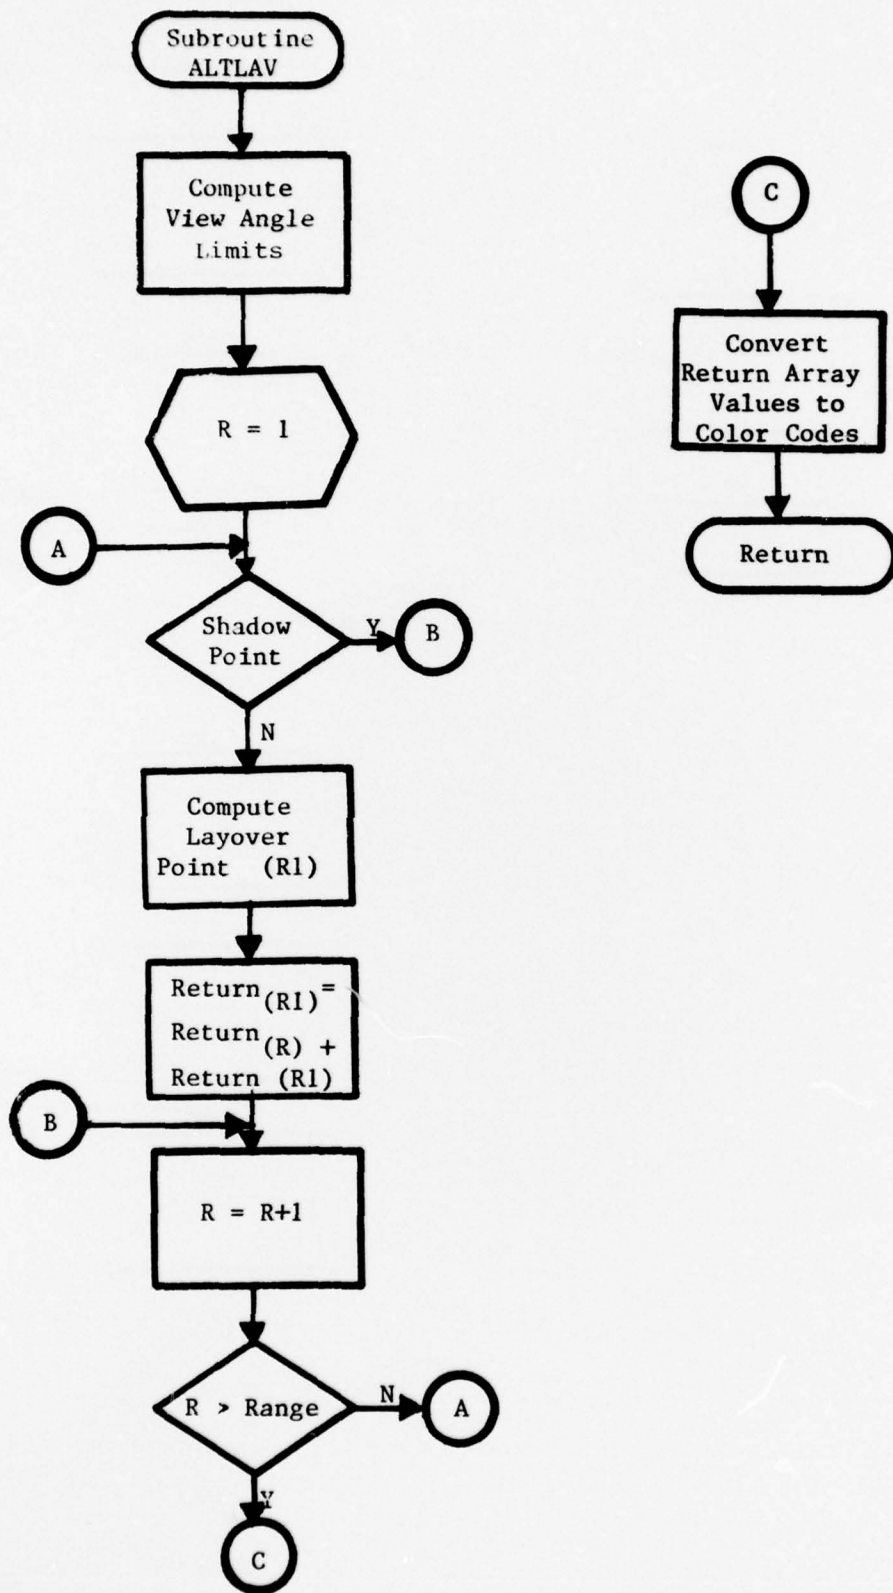 Subroutine
ALTLAV
Compute
View Angle
Limits
R = 1
A
Shadow
Point
Y
B
N
Compute
Layover
Point (R1)
Return(R1)=
Return(R) +
Return (R1)
B
R = R+1
R > Range
N
A
Y
C
C
Convert
Return Array
Values to
Color Codes
Return